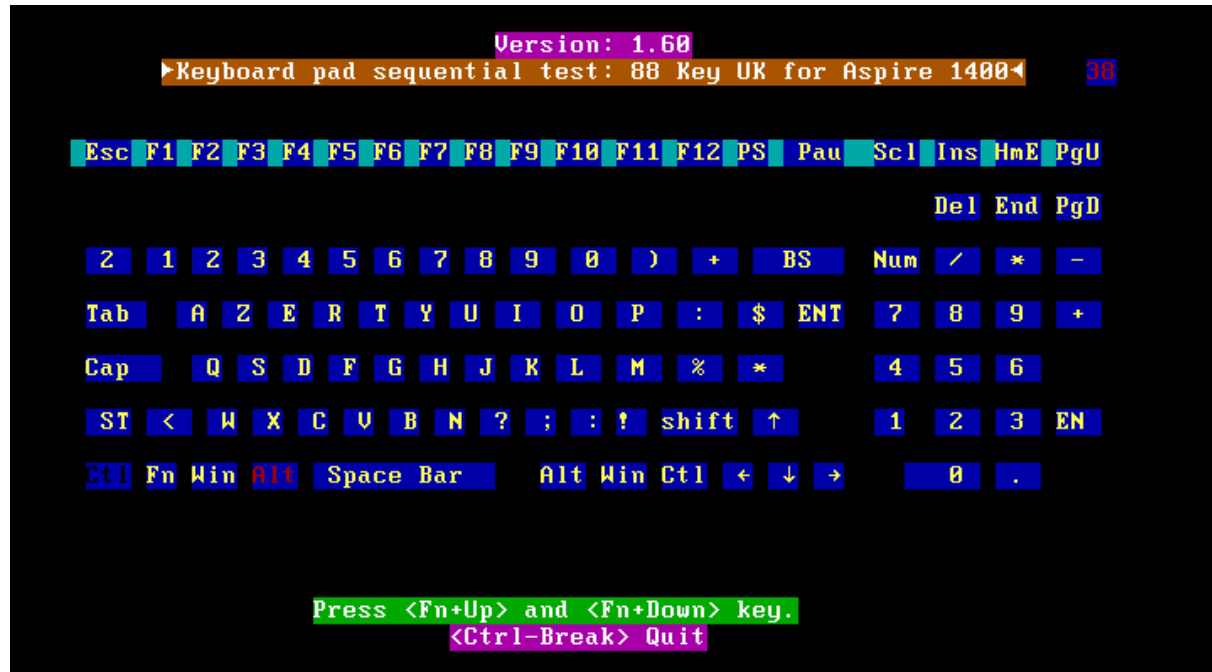 Version: 1.60
►Keyboard pad sequential test: 88 Key UK for Aspire 1400◄ 38
Esc F1 F2 F3 F4 F5 F6 F7 F8 F9 F10 F11 F12 PS Pau Scl Ins HmE PgU
Del End PgD
2 1 2 3 4 5 6 7 8 9 0 ) + BS Num / * -
Tab A Z E R T Y U I O P : $ ENT 7 8 9 +
Cap Q S D F G H J K L M % * 4 5 6
ST < W X C V B N ? ; : ! shift ↑ 1 2 3 EN
Ctl Fn Win Alt Space Bar Alt Win Ctl ← ↓ → 0 .
Press <Fn+Up> and <Fn+Down> key.
<Ctrl-Break> Quit